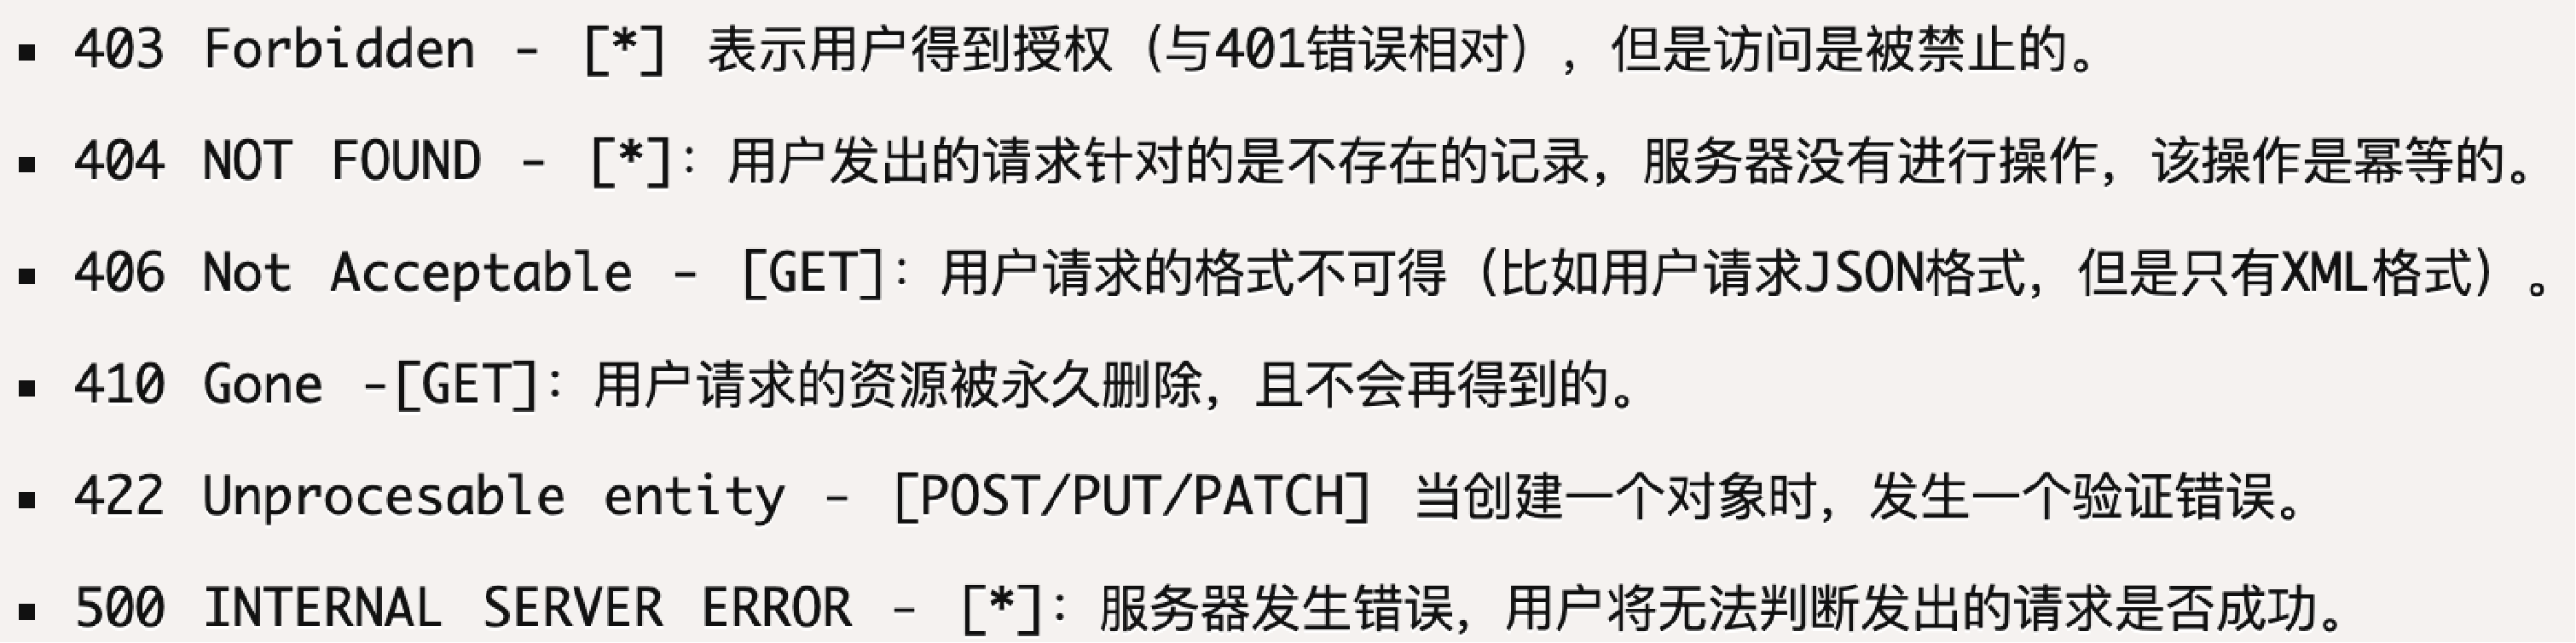 ▪ 403 Forbidden - [*] 表示用户得到授权（与401错误相对），但是访问是被禁止的。
▪ 404 NOT FOUND - [*]：用户发出的请求针对的是不存在的记录，服务器没有进行操作，该操作是幂等的。
▪ 406 Not Acceptable - [GET]：用户请求的格式不可得（比如用户请求JSON格式，但是只有XML格式）。
▪ 410 Gone -[GET]：用户请求的资源被永久删除，且不会再得到的。
▪ 422 Unprocesable entity - [POST/PUT/PATCH] 当创建一个对象时，发生一个验证错误。
▪ 500 INTERNAL SERVER ERROR - [*]：服务器发生错误，用户将无法判断发出的请求是否成功。